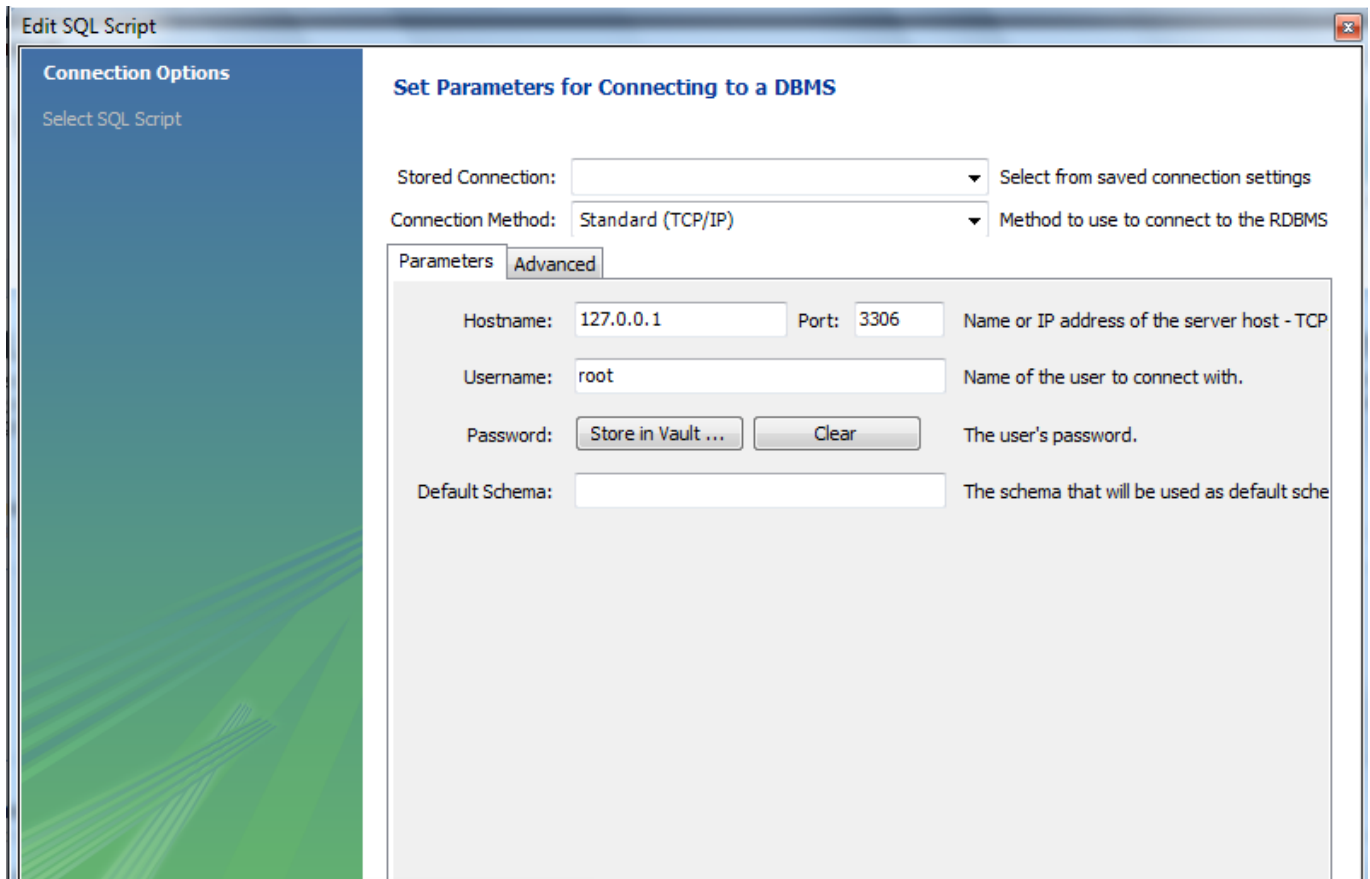 Edit SQL Script
Connection Options
Select SQL Script
Set Parameters for Connecting to a DBMS
Stored Connection: Select from saved connection settings
Connection Method: Standard (TCP/IP) Method to use to connect to the RDBMS
Parameters Advanced
Hostname: 127.0.0.1 Port: 3306 Name or IP address of the server host - TCP
Username: root Name of the user to connect with.
Password: Store in Vault ... Clear The user's password.
Default Schema: The schema that will be used as default sche